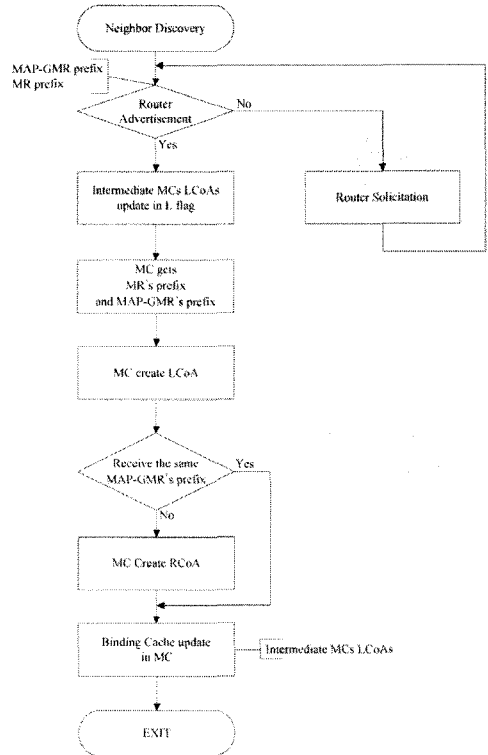 Neighbor Discovery
MAP-GMR prefix
MR prefix
Router
Advertisement
No
Yes
Intermediate MCs LCoAs
update in L flag
Router Solicitation
MC gets
MR's prefix
and MAP-GMR's prefix
MC create LCoA
Receive the same
MAP-GMR's prefix
Yes
No
MC Create RCoA
Binding Cache update
in MC
Intermediate MCs LCoAs
EXIT